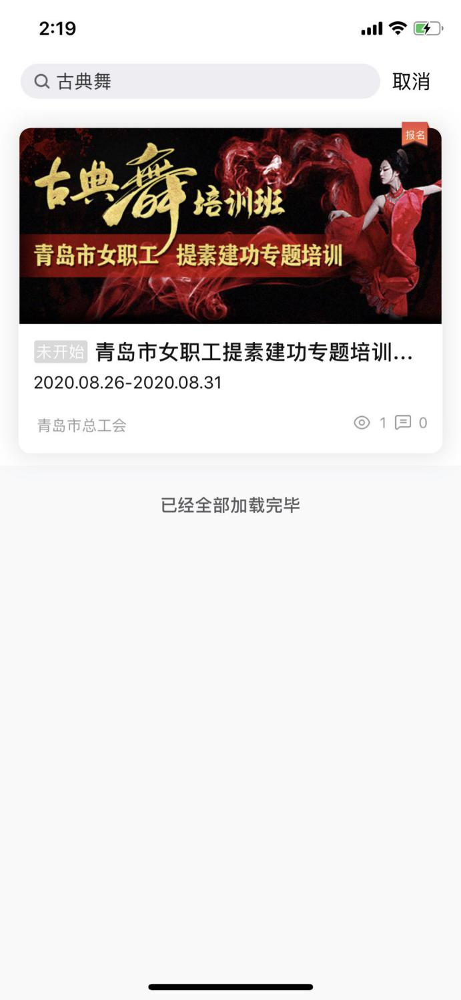 2:19
古典舞
取消
报名
古典舞培训班
青岛市女职工 提素建功专题培训
未开始 青岛市女职工提素建功专题培训...
2020.08.26-2020.08.31
青岛市总工会 1 0
已经全部加载完毕